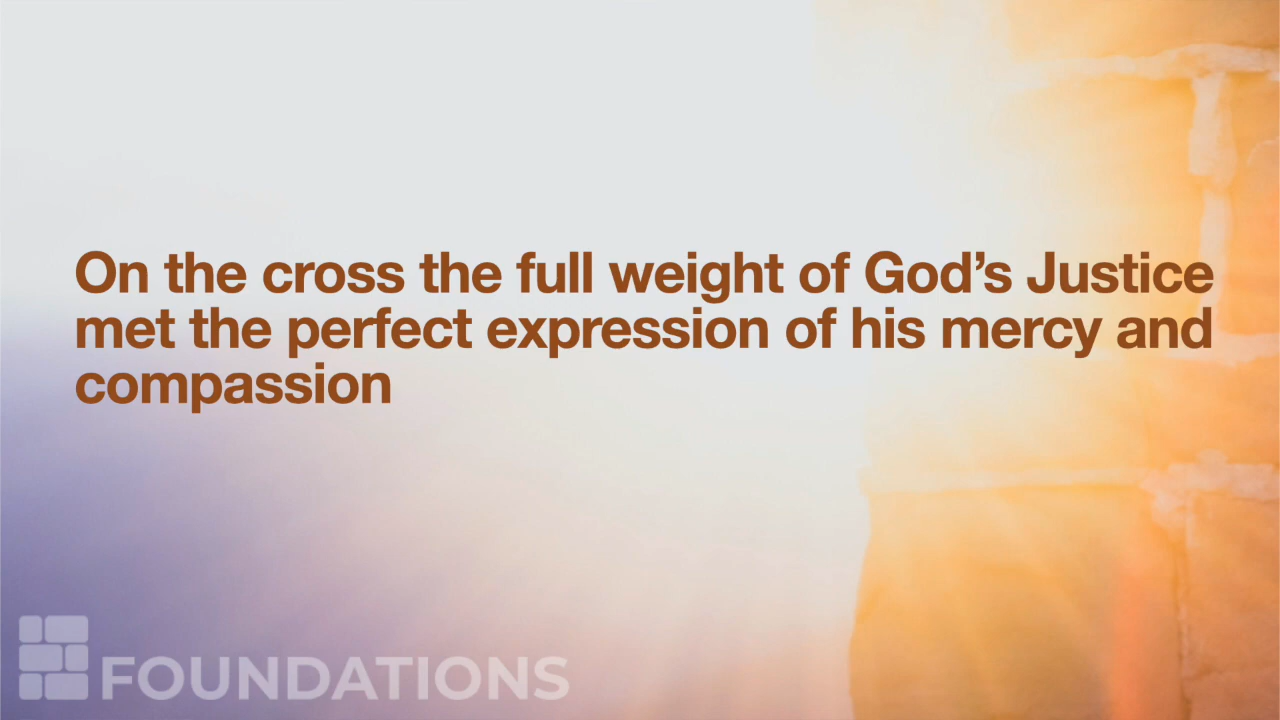 On the cross the full weight of God’s Justice
met the perfect expression of his mercy and
compassion
FOUNDATIONS